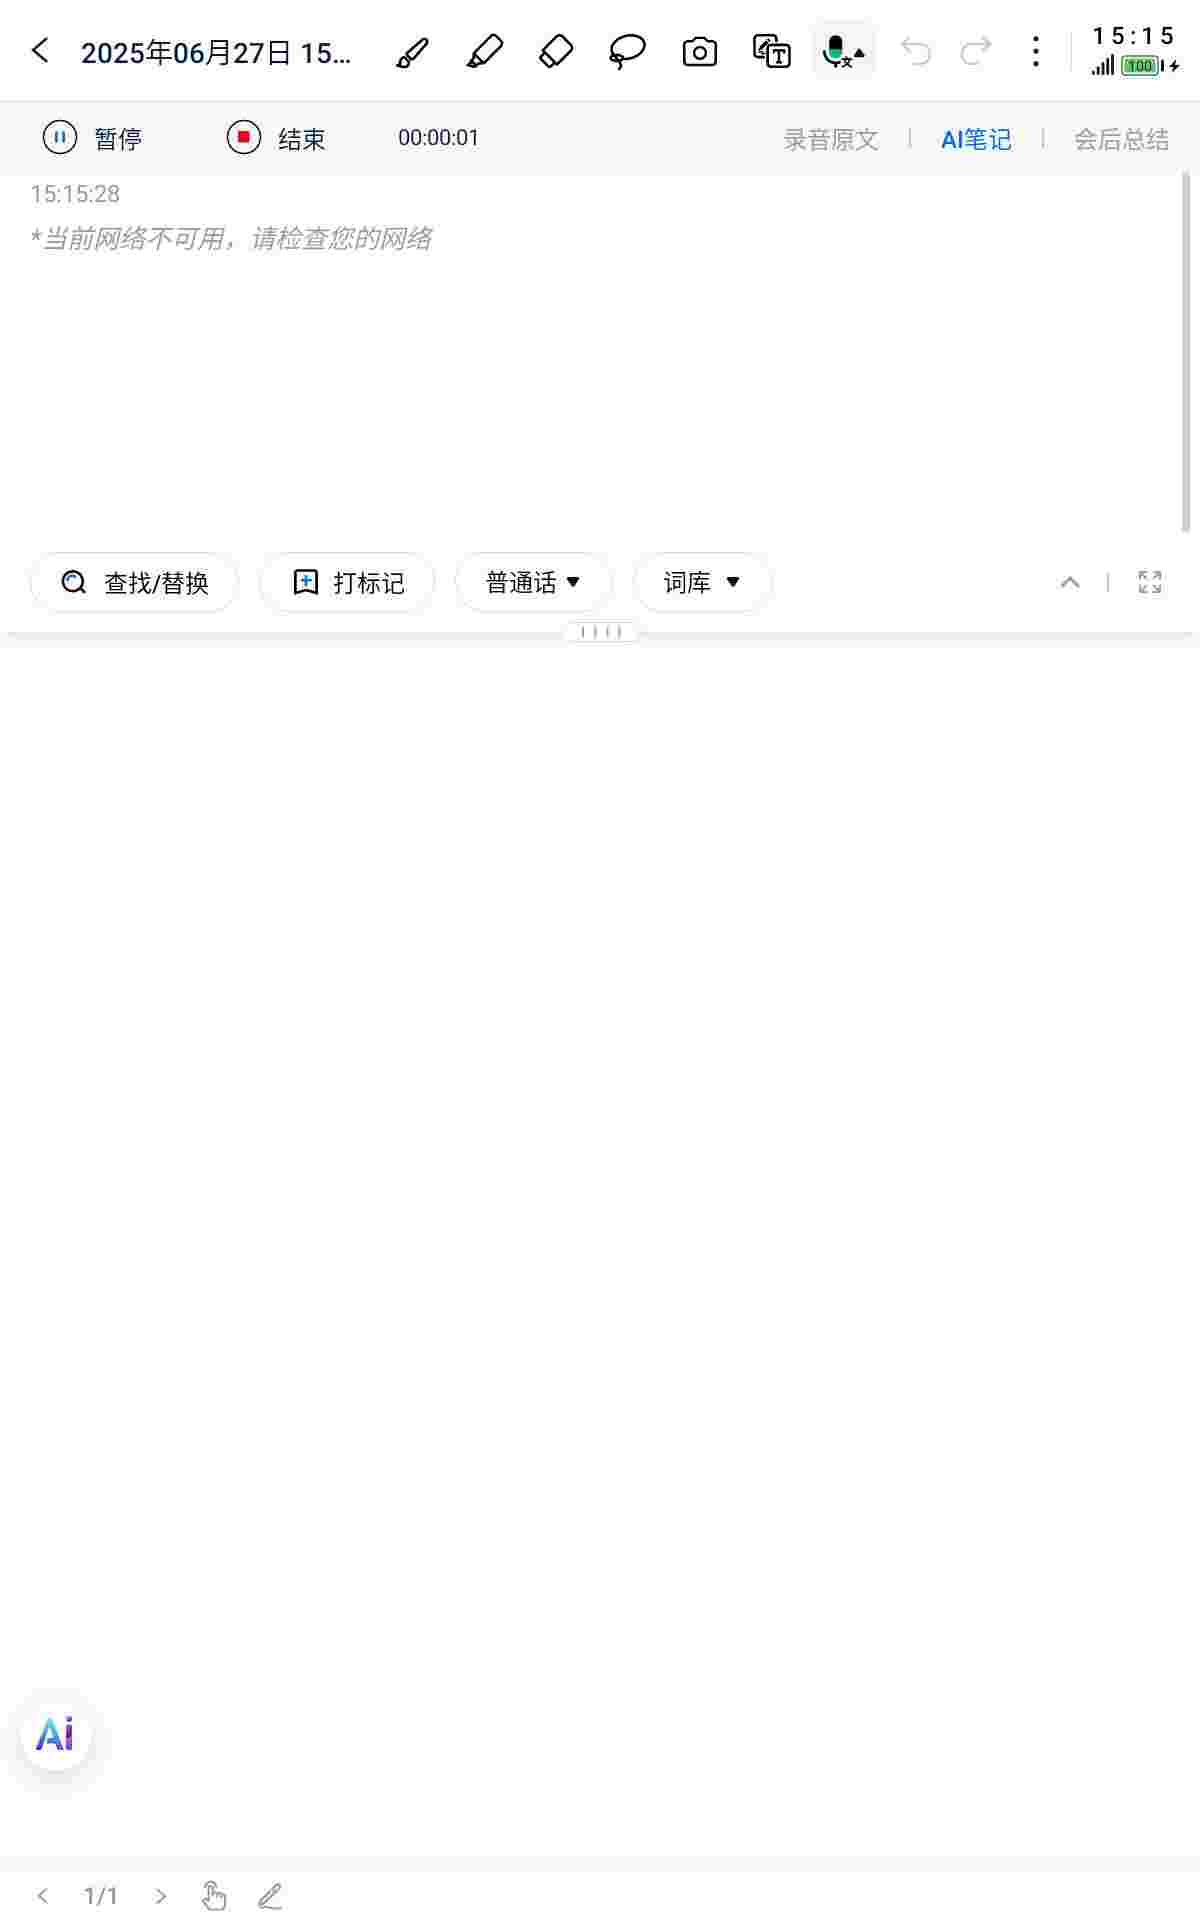 2025年06月27日 15...
15:15
100
暂停
结束
00:00:01
录音原文
AI笔记
会后总结
15:15:28
*当前网络不可用，请检查您的网络
查找/替换
打标记
普通话
词库
Ai
1/1